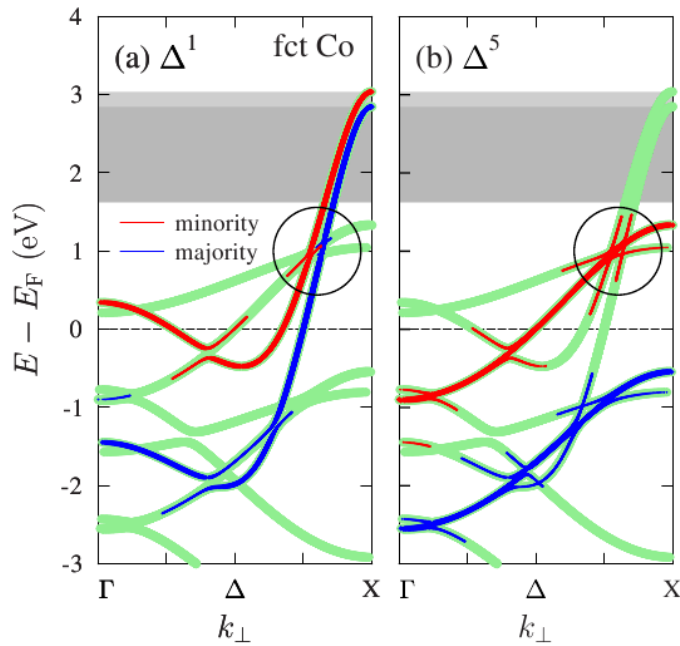 4
3
2
1
0
-1
-2
-3
E − E_F (eV)
(a) Δ¹
fct Co
(b) Δ⁵
minority
majority
Γ
Δ
X
Γ
Δ
X
k⊥
k⊥